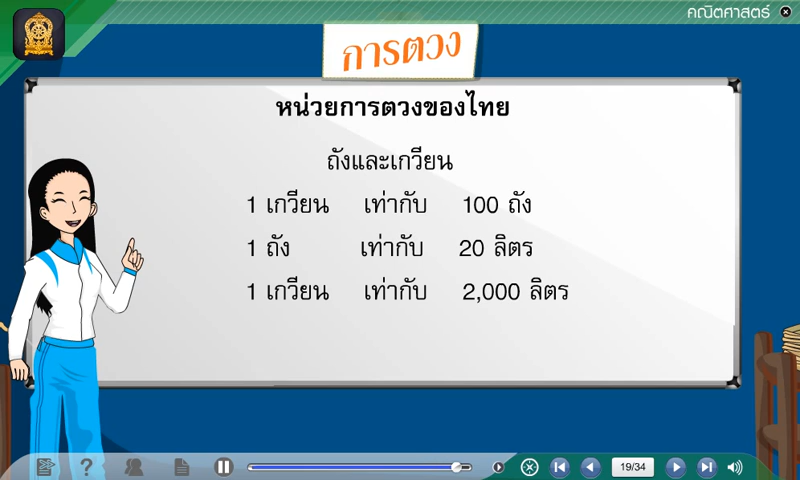 คณิตศาสตร์
การตวง
หน่วยการตวงของไทย
ถังและเกวียน
1 เกวียน เท่ากับ 100 ถัง
1 ถัง เท่ากับ 20 ลิตร
1 เกวียน เท่ากับ 2,000 ลิตร
19/34